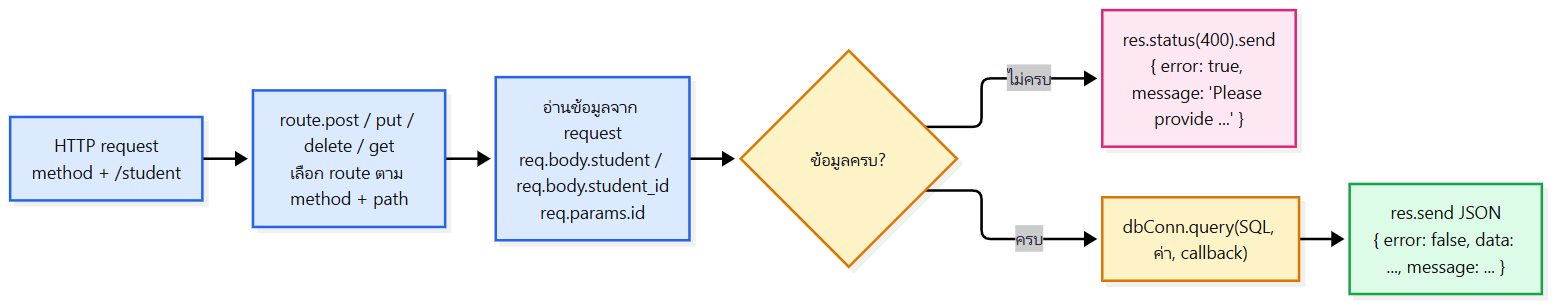 HTTP request
method + /student
route.post / put /
delete / get
เลือก route ตาม
method + path
อ่านข้อมูลจาก
request
req.body.student /
req.body.student_id
req.params.id
ข้อมูลครบ?
ไม่ครบ
res.status(400).send
{ error: true,
message: 'Please
provide ...' }
ครบ
dbConn.query(SQL,
ค่า, callback)
res.send JSON
{ error: false, data:
..., message: ... }